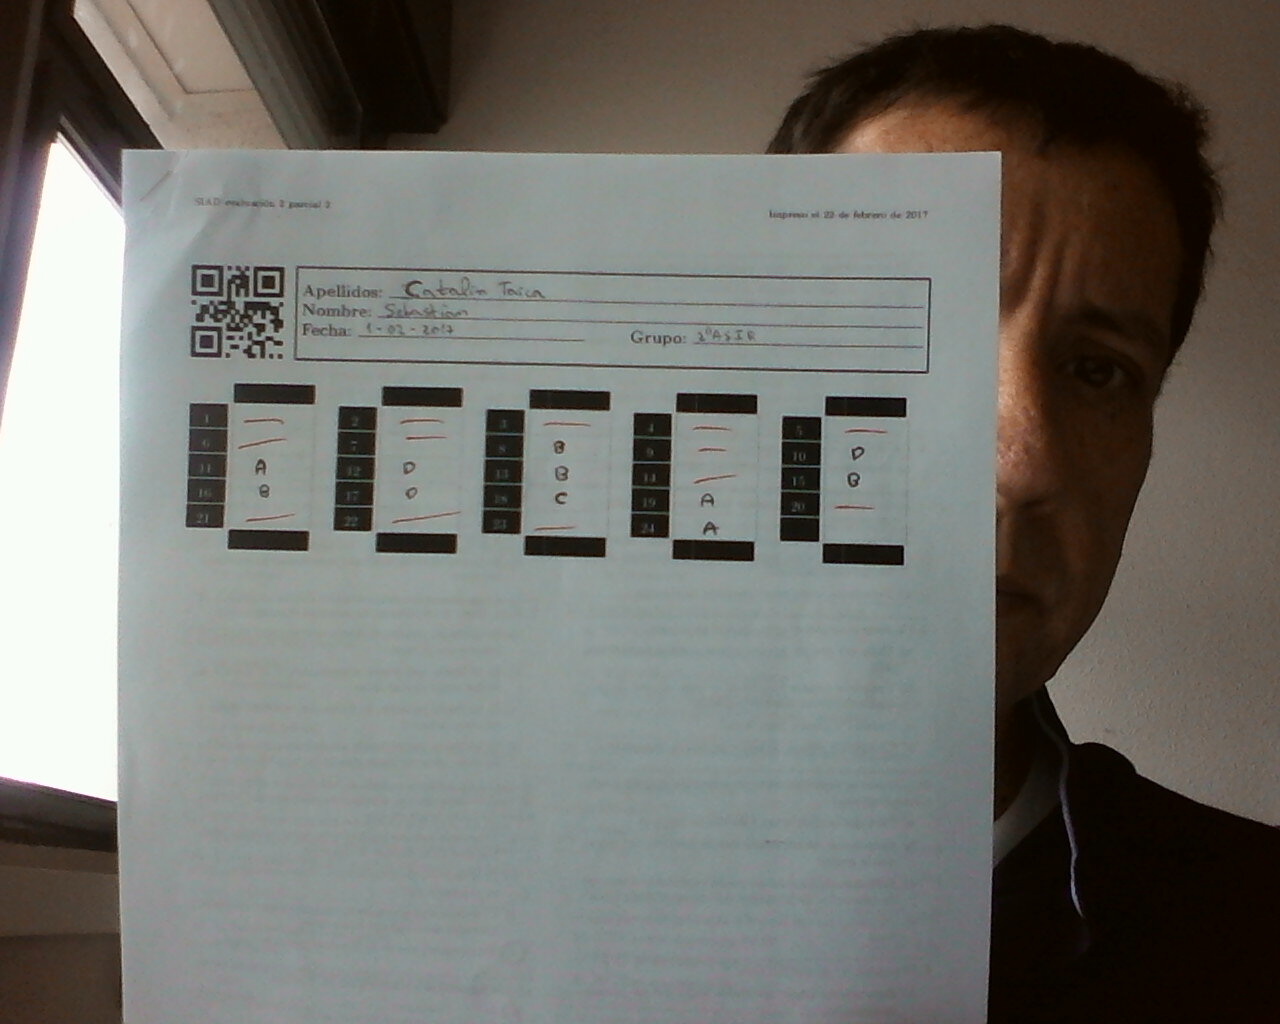 SIAD evaluación 2 parcial 2
Impreso el 22 de febrero de 2017
Apellidos: Catalin Taica
Nombre: Sebastian
Fecha: 1-02-2017 Grupo: 2ºASIR
1 — 2 — 3 — 4 — 5 —
6 — 7 — 8 B 9 — 10 D
11 A 12 D 13 B 14 — 15 B
16 B 17 D 18 C 19 A 20 —
21 — 22 — 23 — 24 A